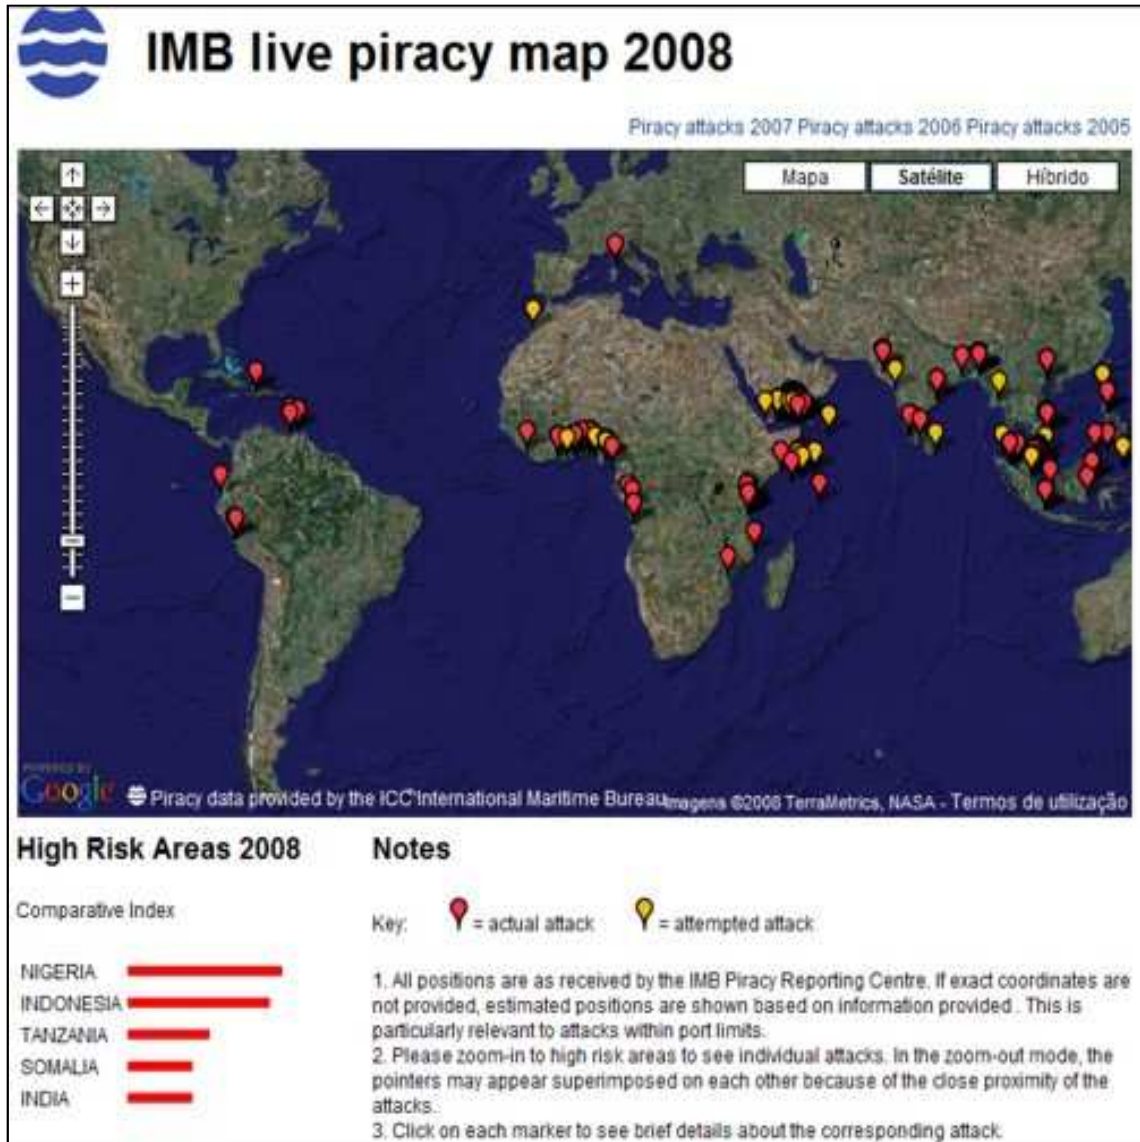 IMB live piracy map 2008
Piracy attacks 2007 Piracy attacks 2006 Piracy attacks 2005
Mapa
Satélite
Híbrido
POWERED BY
Google
Piracy data provided by the ICC International Maritime Bureau
Imagens ©2008 TerraMetrics, NASA - Termos de utilização
High Risk Areas 2008
Comparative Index
NIGERIA
INDONESIA
TANZANIA
SOMALIA
INDIA
Notes
Key: = actual attack = attempted attack
1. All positions are as received by the IMB Piracy Reporting Centre. If exact coordinates are
not provided, estimated positions are shown based on information provided . This is
particularly relevant to attacks within port limits.
2. Please zoom-in to high risk areas to see individual attacks. In the zoom-out mode, the
pointers may appear superimposed on each other because of the close proximity of the
attacks.
3. Click on each marker to see brief details about the corresponding attack.